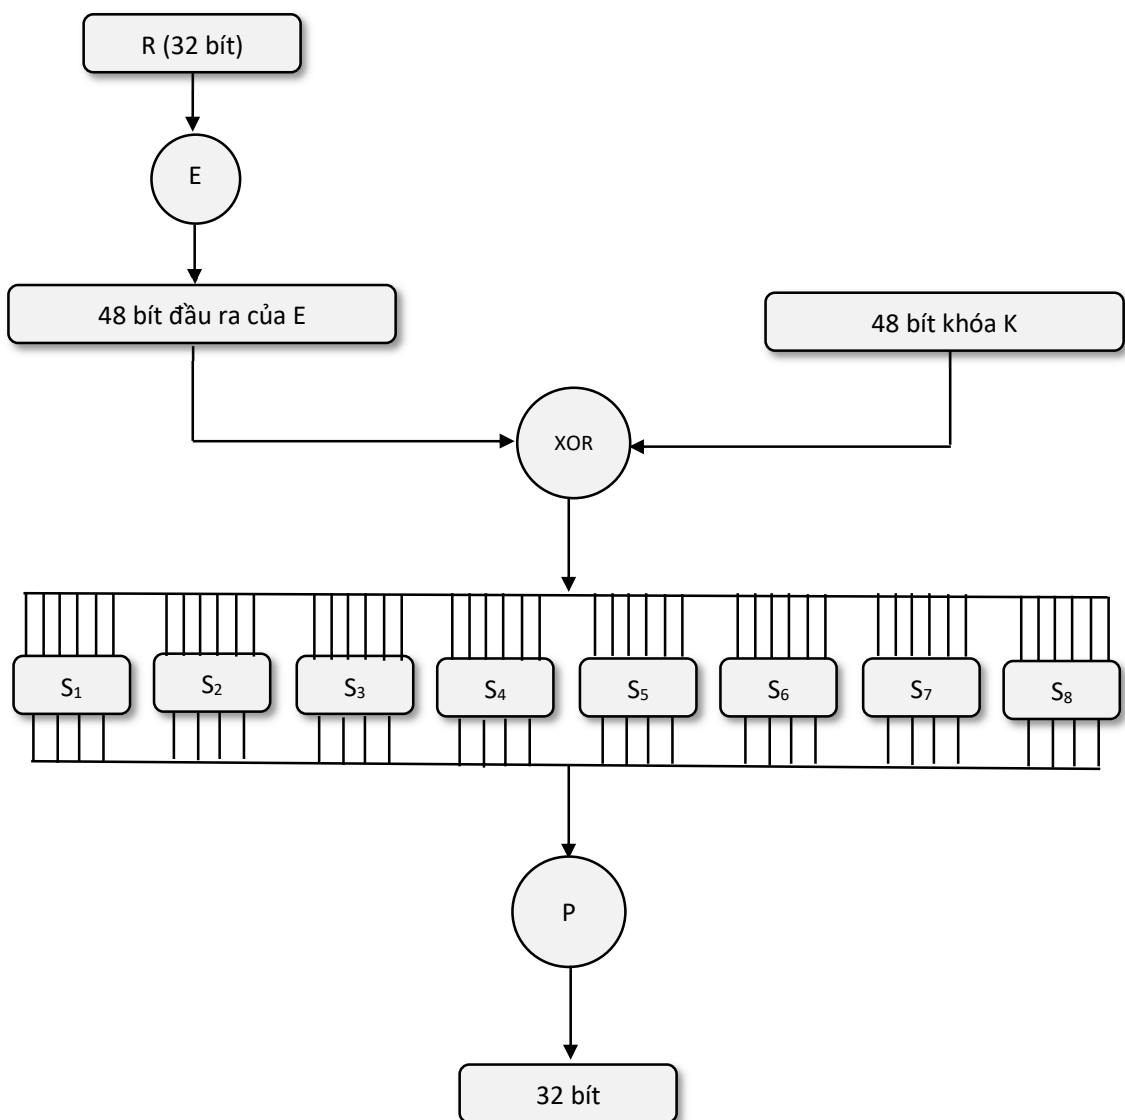 R (32 bít)
E
48 bít đầu ra của E
48 bít khóa K
XOR
S₁
S₂
S₃
S₄
S₅
S₆
S₇
S₈
P
32 bít